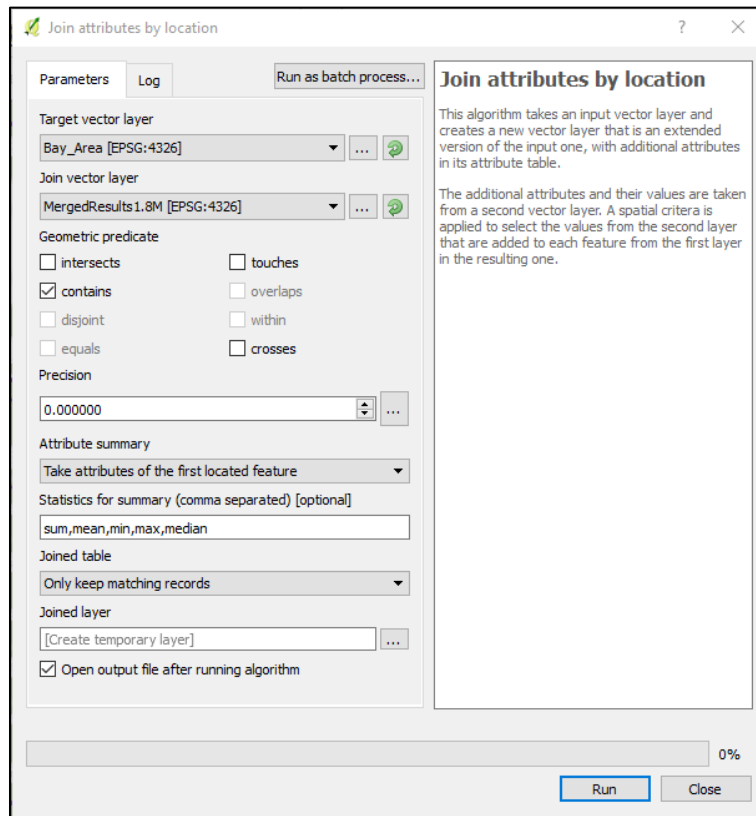 Join attributes by location
?
Parameters
Log
Run as batch process...
Target vector layer
Bay_Area [EPSG:4326]
...
Join vector layer
MergedResults1.8M [EPSG:4326]
...
Geometric predicate
intersects
touches
contains
overlaps
disjoint
within
equals
crosses
Precision
0.000000
...
Attribute summary
Take attributes of the first located feature
Statistics for summary (comma separated) [optional]
sum,mean,min,max,median
Joined table
Only keep matching records
Joined layer
[Create temporary layer]
...
Open output file after running algorithm
Join attributes by location
This algorithm takes an input vector layer and
creates a new vector layer that is an extended
version of the input one, with additional attributes
in its attribute table.
The additional attributes and their values are taken
from a second vector layer. A spatial critera is
applied to select the values from the second layer
that are added to each feature from the first layer
in the resulting one.
0%
Run
Close